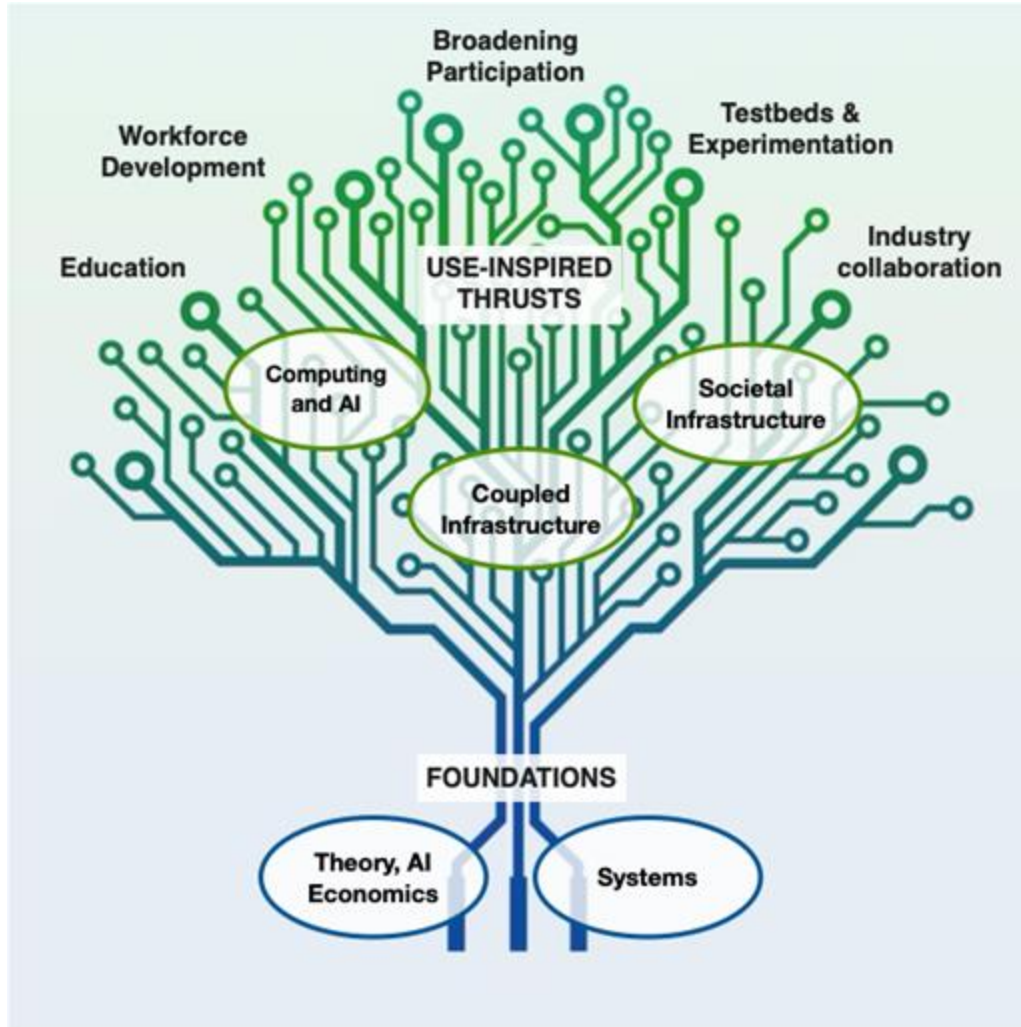 Broadening
Participation
Workforce
Development
Testbeds &
Experimentation
Education
Industry
collaboration
USE-INSPIRED
THRUSTS
Computing
and AI
Societal
Infrastructure
Coupled
Infrastructure
FOUNDATIONS
Theory, AI
Economics
Systems